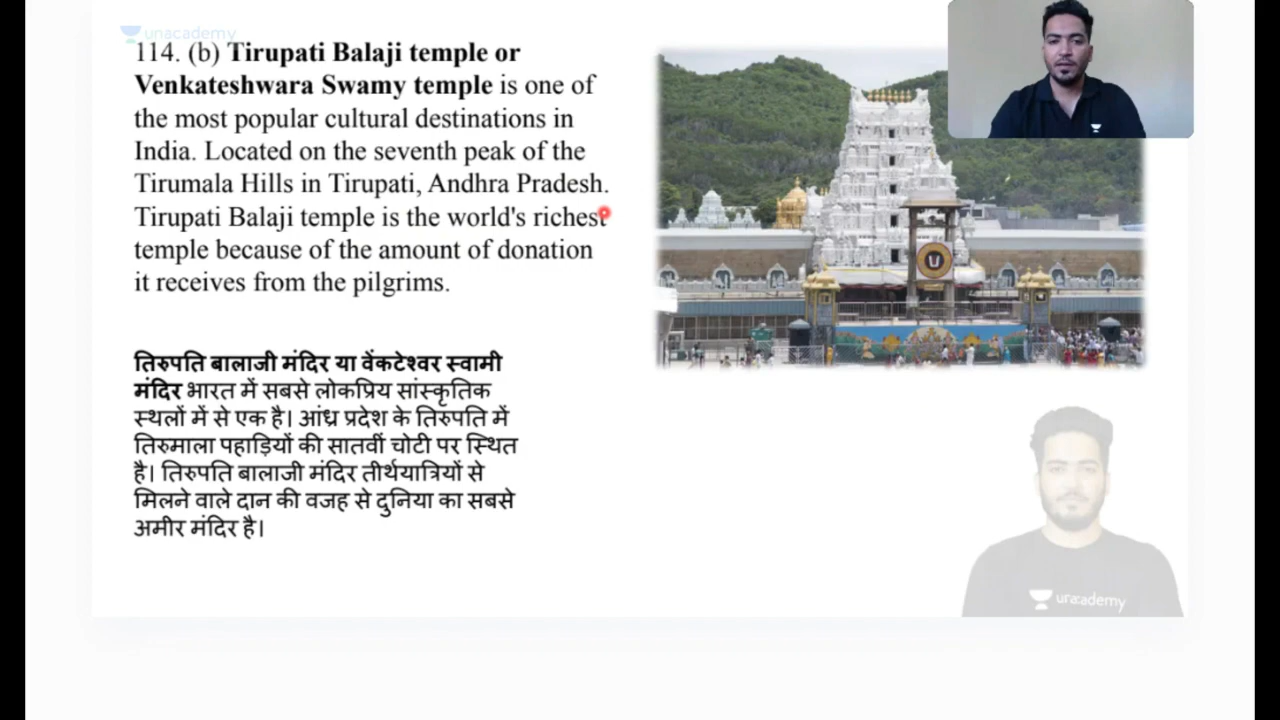 unacademy
114. (b) Tirupati Balaji temple or
Venkateshwara Swamy temple is one of
the most popular cultural destinations in
India. Located on the seventh peak of the
Tirumala Hills in Tirupati, Andhra Pradesh.
Tirupati Balaji temple is the world's richest
temple because of the amount of donation
it receives from the pilgrims.
तिरुपति बालाजी मंदिर या वेंकटेश्वर स्वामी
मंदिर भारत में सबसे लोकप्रिय सांस्कृतिक
स्थलों में से एक है। आंध्र प्रदेश के तिरुपति में
तिरुमाला पहाड़ियों की सातवीं चोटी पर स्थित
है। तिरुपति बालाजी मंदिर तीर्थयात्रियों से
मिलने वाले दान की वजह से दुनिया का सबसे
अमीर मंदिर है।
unacademy